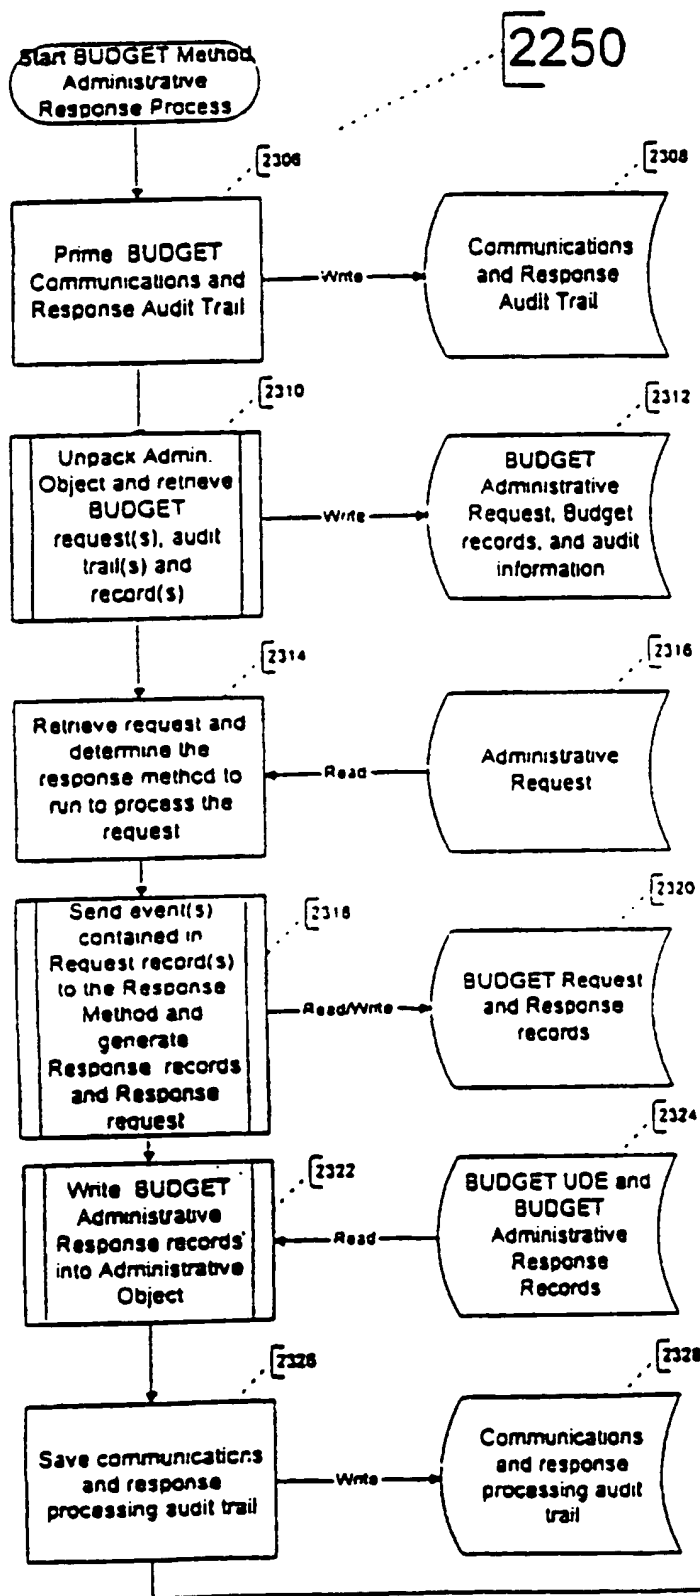 Start BUDGET Method
Administrative
Response Process
2250
2306
Prime BUDGET
Communications and
Response Audit Trail
Write
2308
Communications
and Response
Audit Trail
2310
Unpack Admin.
Object and retrieve
BUDGET
request(s), audit
trail(s) and
record(s)
Write
2312
BUDGET
Administrative
Request, Budget
records, and audit
information
2314
Retrieve request and
determine the
response method to
run to process the
request
Read
2316
Administrative
Request
2318
Send event(s)
contained in
Request record(s)
to the Response
Method and
generate
Response records
and Response
request
Read/Write
2320
BUDGET Request
and Response
records
2322
Write BUDGET
Administrative
Response records
into Administrative
Object
Read
2324
BUDGET UDE and
BUDGET
Administrative
Response
Records
2326
Save communications
and response
processing audit trail
Write
2328
Communications
and response
processing audit
trail